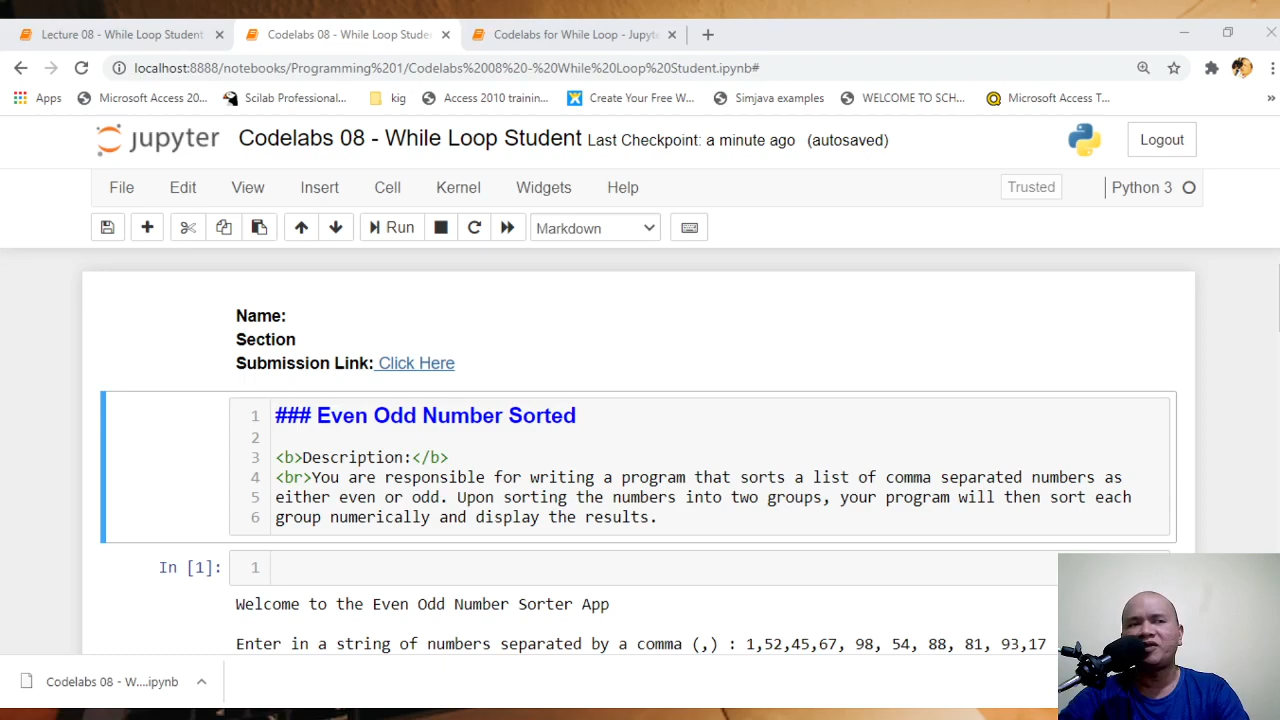 Lecture 08 - While Loop Student
Codelabs 08 - While Loop Stude
Codelabs for While Loop - Jupyte
localhost:8888/notebooks/Programming%201/Codelabs%2008%20-%20While%20Loop%20Student.ipynb#
Apps
Microsoft Access 20...
Scilab Professional...
kig
Access 2010 training...
Create Your Free W...
Simjava examples
WELCOME TO SCH...
Microsoft Access T...
»
jupyter
Codelabs 08 - While Loop Student Last Checkpoint: a minute ago (autosaved)
Logout
File Edit View Insert Cell Kernel Widgets Help
Trusted
Python 3
Run
Markdown
Name:
Section
Submission Link: Click Here
1 ### Even Odd Number Sorted
2
3 <b>Description:</b>
4 <br>You are responsible for writing a program that sorts a list of comma separated numbers as
5 either even or odd. Upon sorting the numbers into two groups, your program will then sort each
6 group numerically and display the results.
In [1]: 1
Welcome to the Even Odd Number Sorter App
Enter in a string of numbers separated by a comma (,) : 1,52,45,67, 98, 54, 88, 81, 93,17
Codelabs 08 - W....ipynb